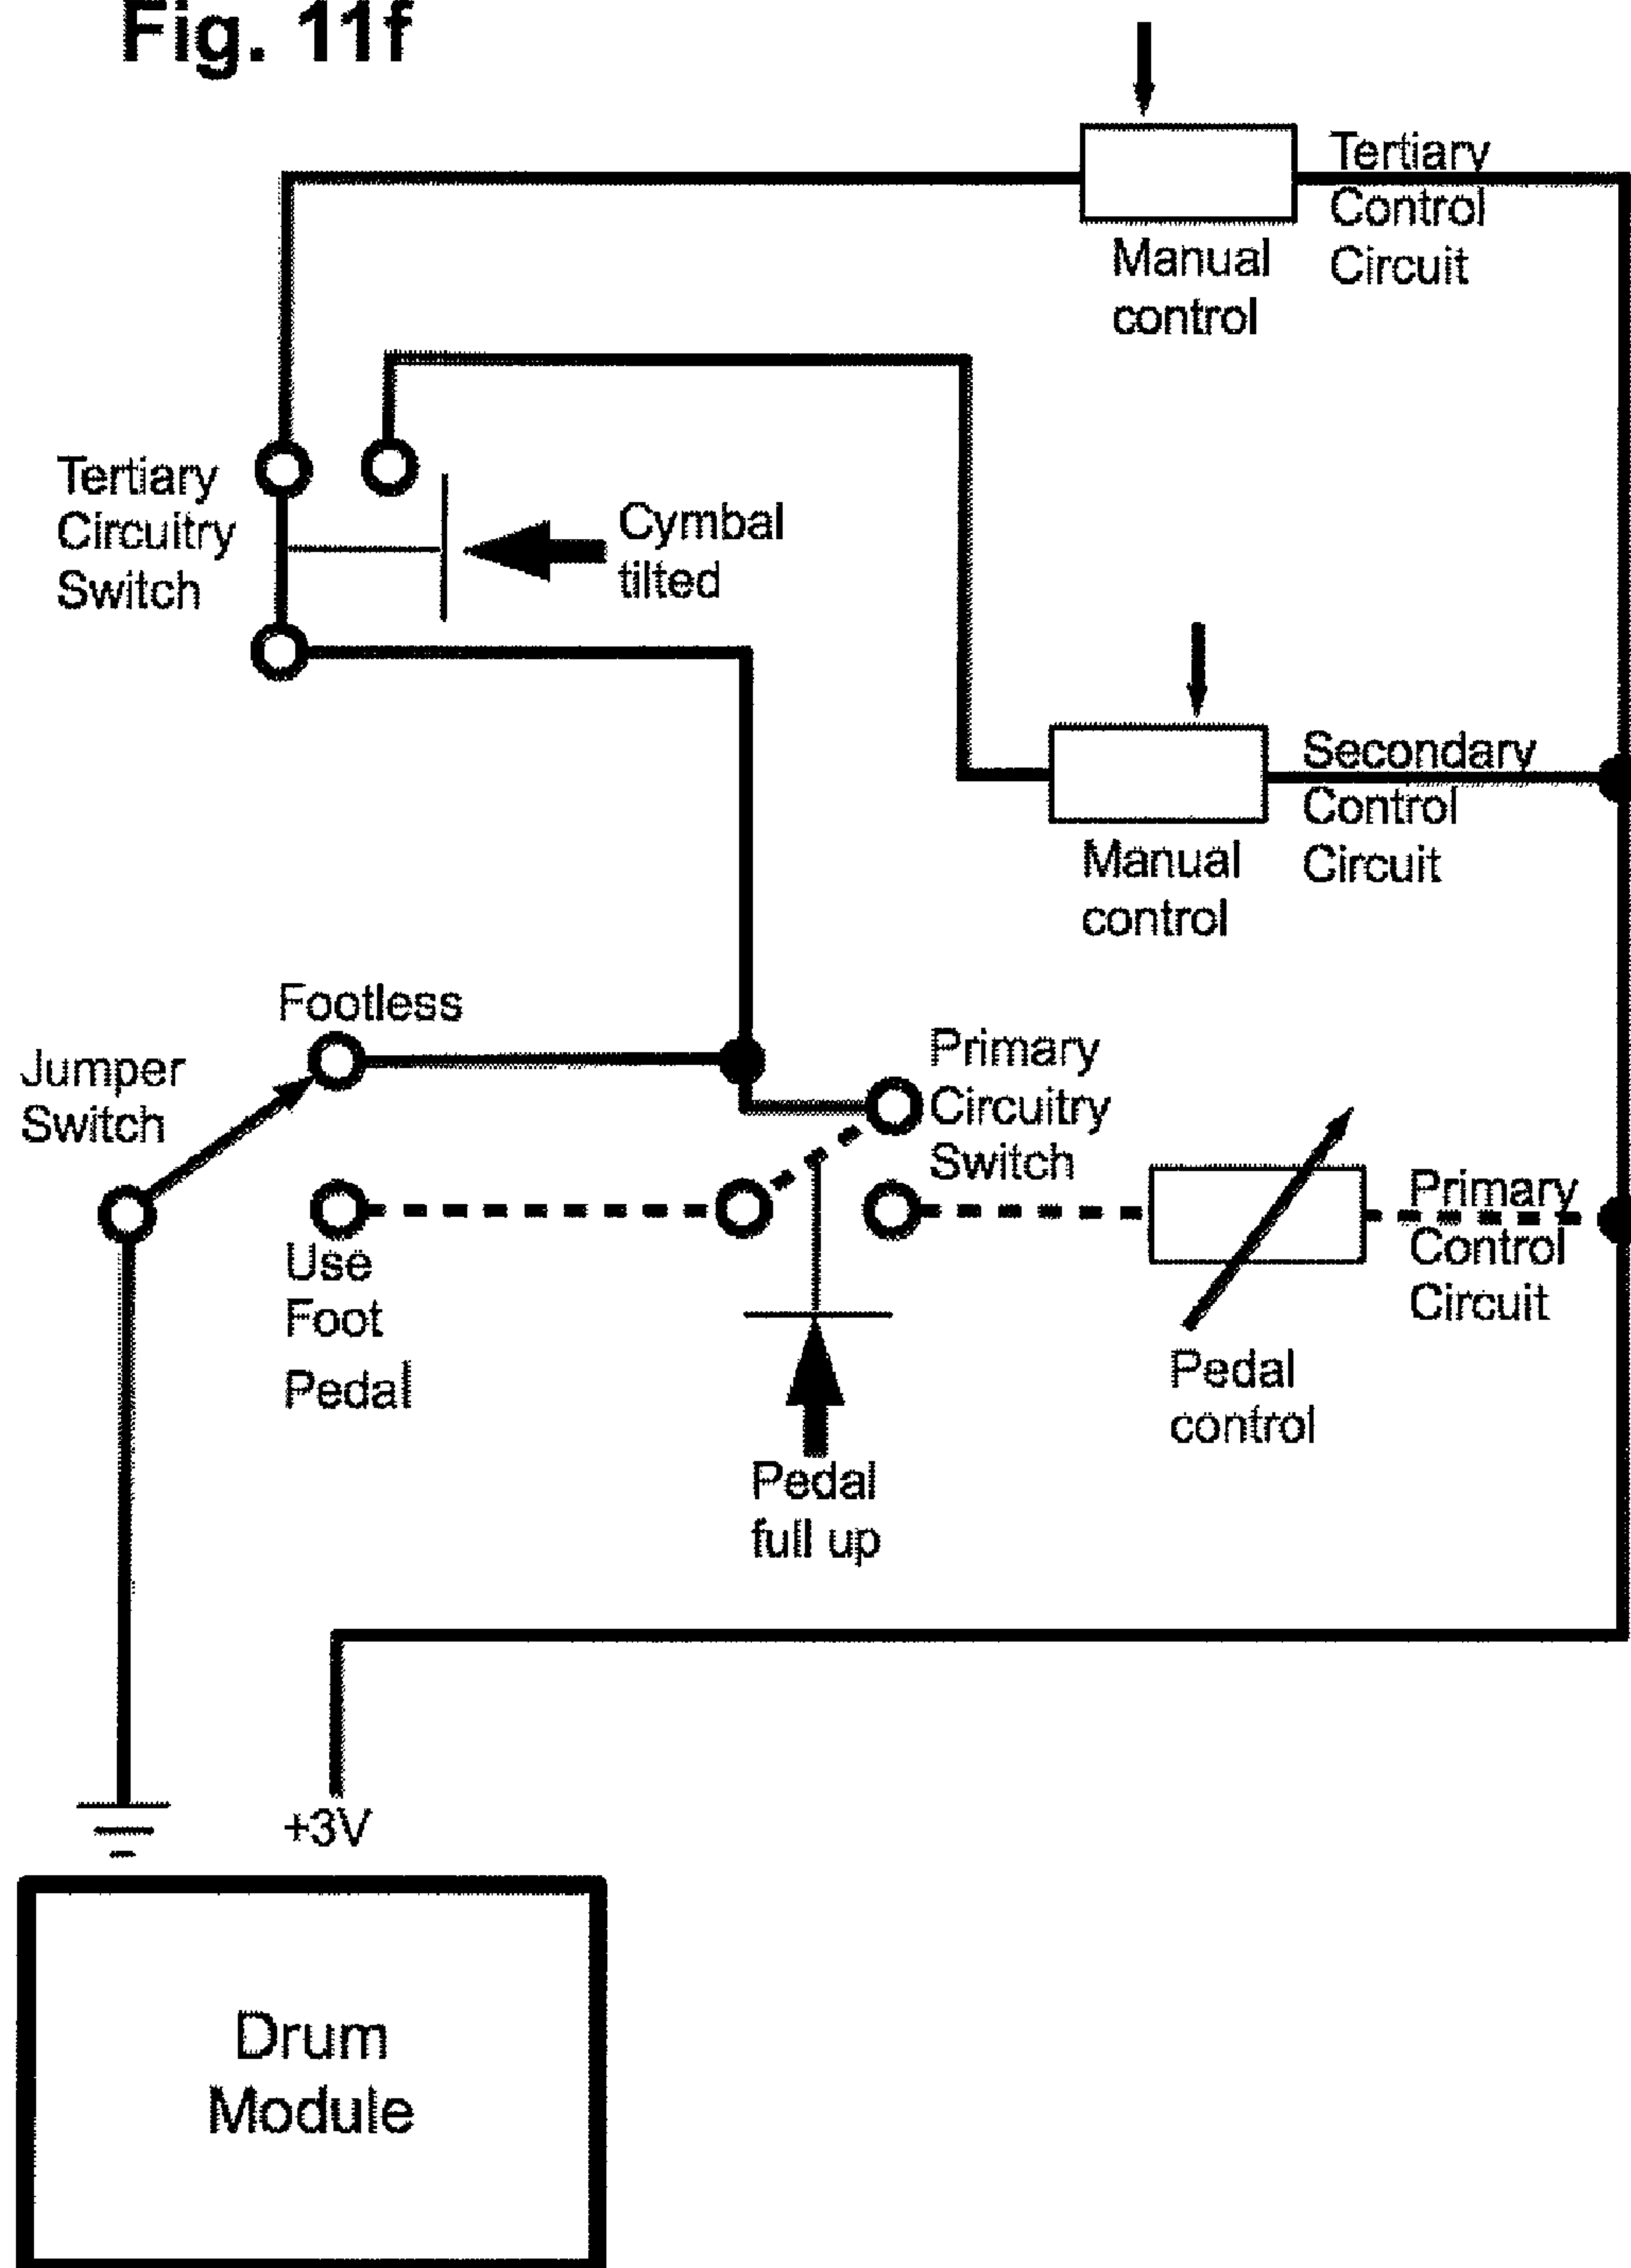 Fig. 11f
Tertiary
Control
Circuit
Manual
control
Tertiary
Circuitry
Switch
Cymbal
tilted
Secondary
Control
Circuit
Manual
control
Footless
Jumper
Switch
Primary
Circuitry
Switch
Use
Foot
Pedal
Primary
Control
Circuit
Pedal
control
Pedal
full up
+3V
Drum
Module